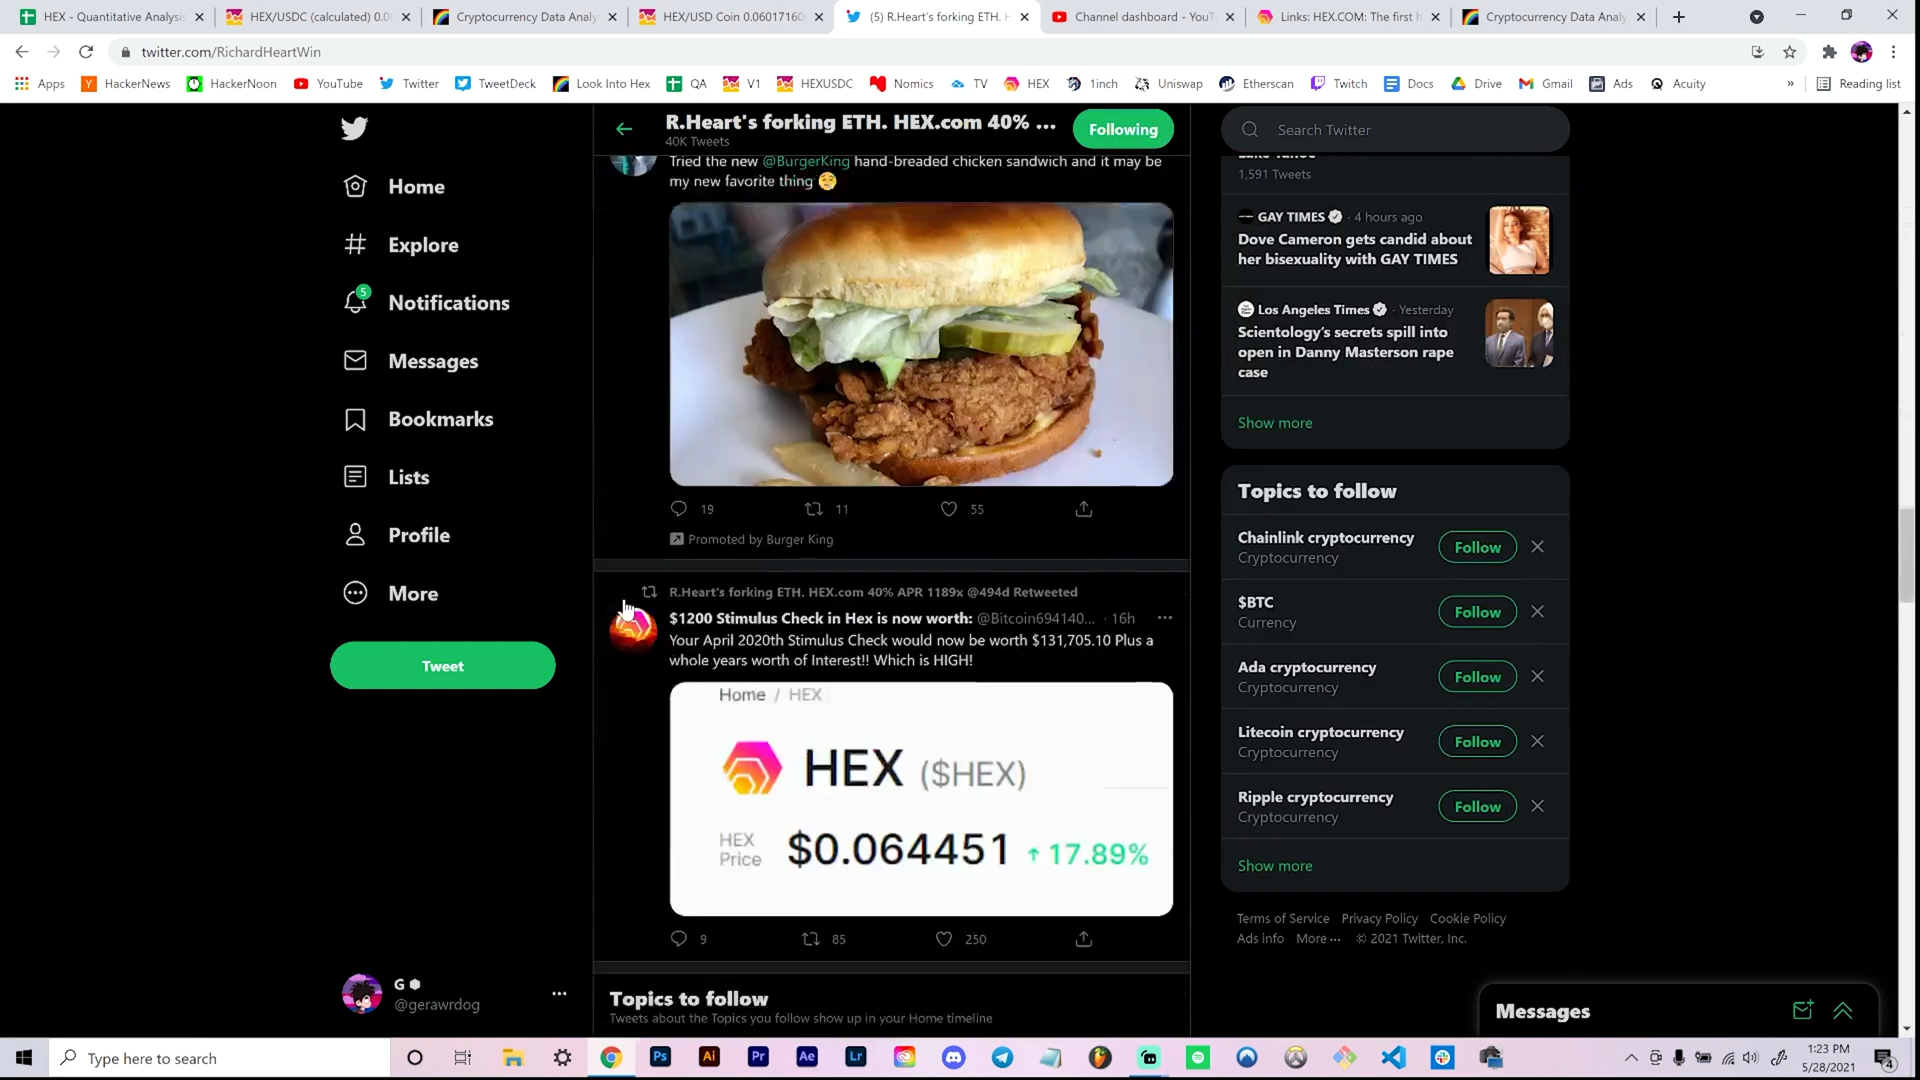 HEX - Quantitative Analysis
HEX/USDC (calculated) 0.0
Cryptocurrency Data Analy
HEX/USD Coin 0.06017160
(5) R.Heart's forking ETH. H
Channel dashboard - YouT
Links: HEX.COM: The first h
Cryptocurrency Data Analy
twitter.com/RichardHeartWin
Apps
HackerNews
HackerNoon
YouTube
Twitter
TweetDeck
Look Into Hex
QA
V1
HEXUSDC
Nomics
TV
HEX
1inch
Uniswap
Etherscan
Twitch
Docs
Drive
Gmail
Ads
Acuity
»
Reading list
Home
Explore
5
Notifications
Messages
Bookmarks
Lists
Profile
More
Tweet
G
@gerawrdog
R.Heart's forking ETH. HEX.com 40% ...
40K Tweets
Following
Tried the new @BurgerKing hand-breaded chicken sandwich and it may be
my new favorite thing
19
11
55
Promoted by Burger King
R.Heart's forking ETH. HEX.com 40% APR 1189x @494d Retweeted
$1200 Stimulus Check in Hex is now worth: @Bitcoin694140... · 16h
Your April 2020th Stimulus Check would now be worth $131,705.10 Plus a
whole years worth of Interest!! Which is HIGH!
Home / HEX
HEX ($HEX)
HEX
Price
$0.064451
17.89%
9
85
250
Topics to follow
Tweets about the Topics you follow show up in your Home timeline
Search Twitter
1,591 Tweets
GAY TIMES · 4 hours ago
Dove Cameron gets candid about
her bisexuality with GAY TIMES
Los Angeles Times · Yesterday
Scientology's secrets spill into
open in Danny Masterson rape
case
Show more
Topics to follow
Chainlink cryptocurrency
Cryptocurrency
Follow
$BTC
Currency
Follow
Ada cryptocurrency
Cryptocurrency
Follow
Litecoin cryptocurrency
Cryptocurrency
Follow
Ripple cryptocurrency
Cryptocurrency
Follow
Show more
Terms of Service Privacy Policy Cookie Policy
Ads info More ··· © 2021 Twitter, Inc.
Messages
Type here to search
Ps
Ai
Pr
Ae
Lr
1:23 PM
5/28/2021
4